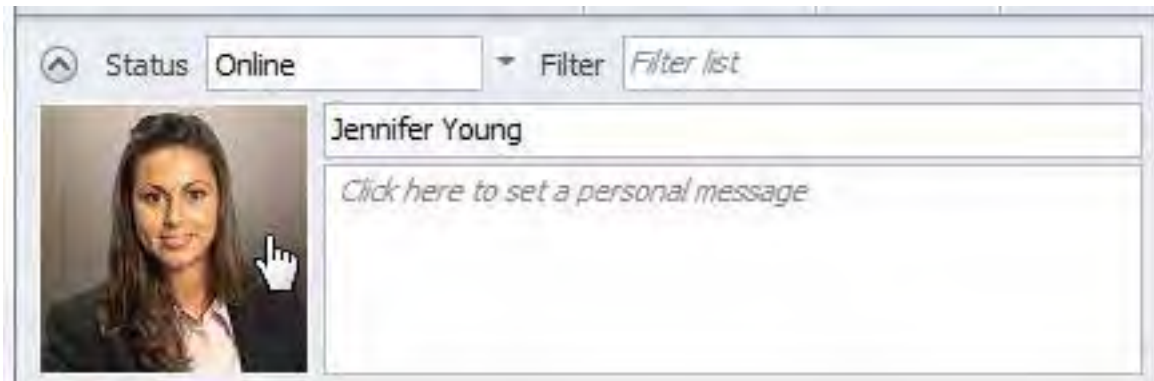 Status Online Filter Filter list
Jennifer Young
Click here to set a personal message